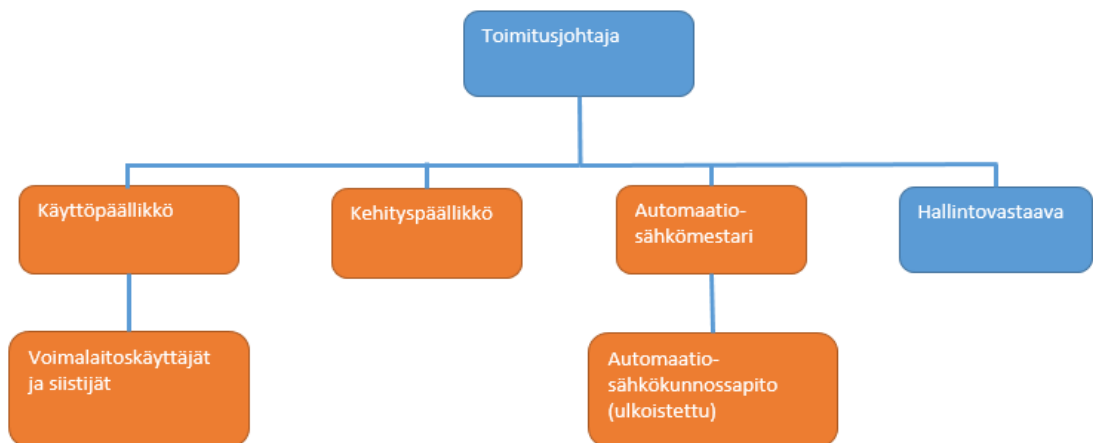 Toimitusjohtaja
Käyttöpäällikkö
Kehityspäällikkö
Automaatio-
sähkömestari
Hallintovastaava
Voimalaitoskäyttäjät
ja siistijät
Automaatio-
sähkökunnossapito
(ulkoistettu)